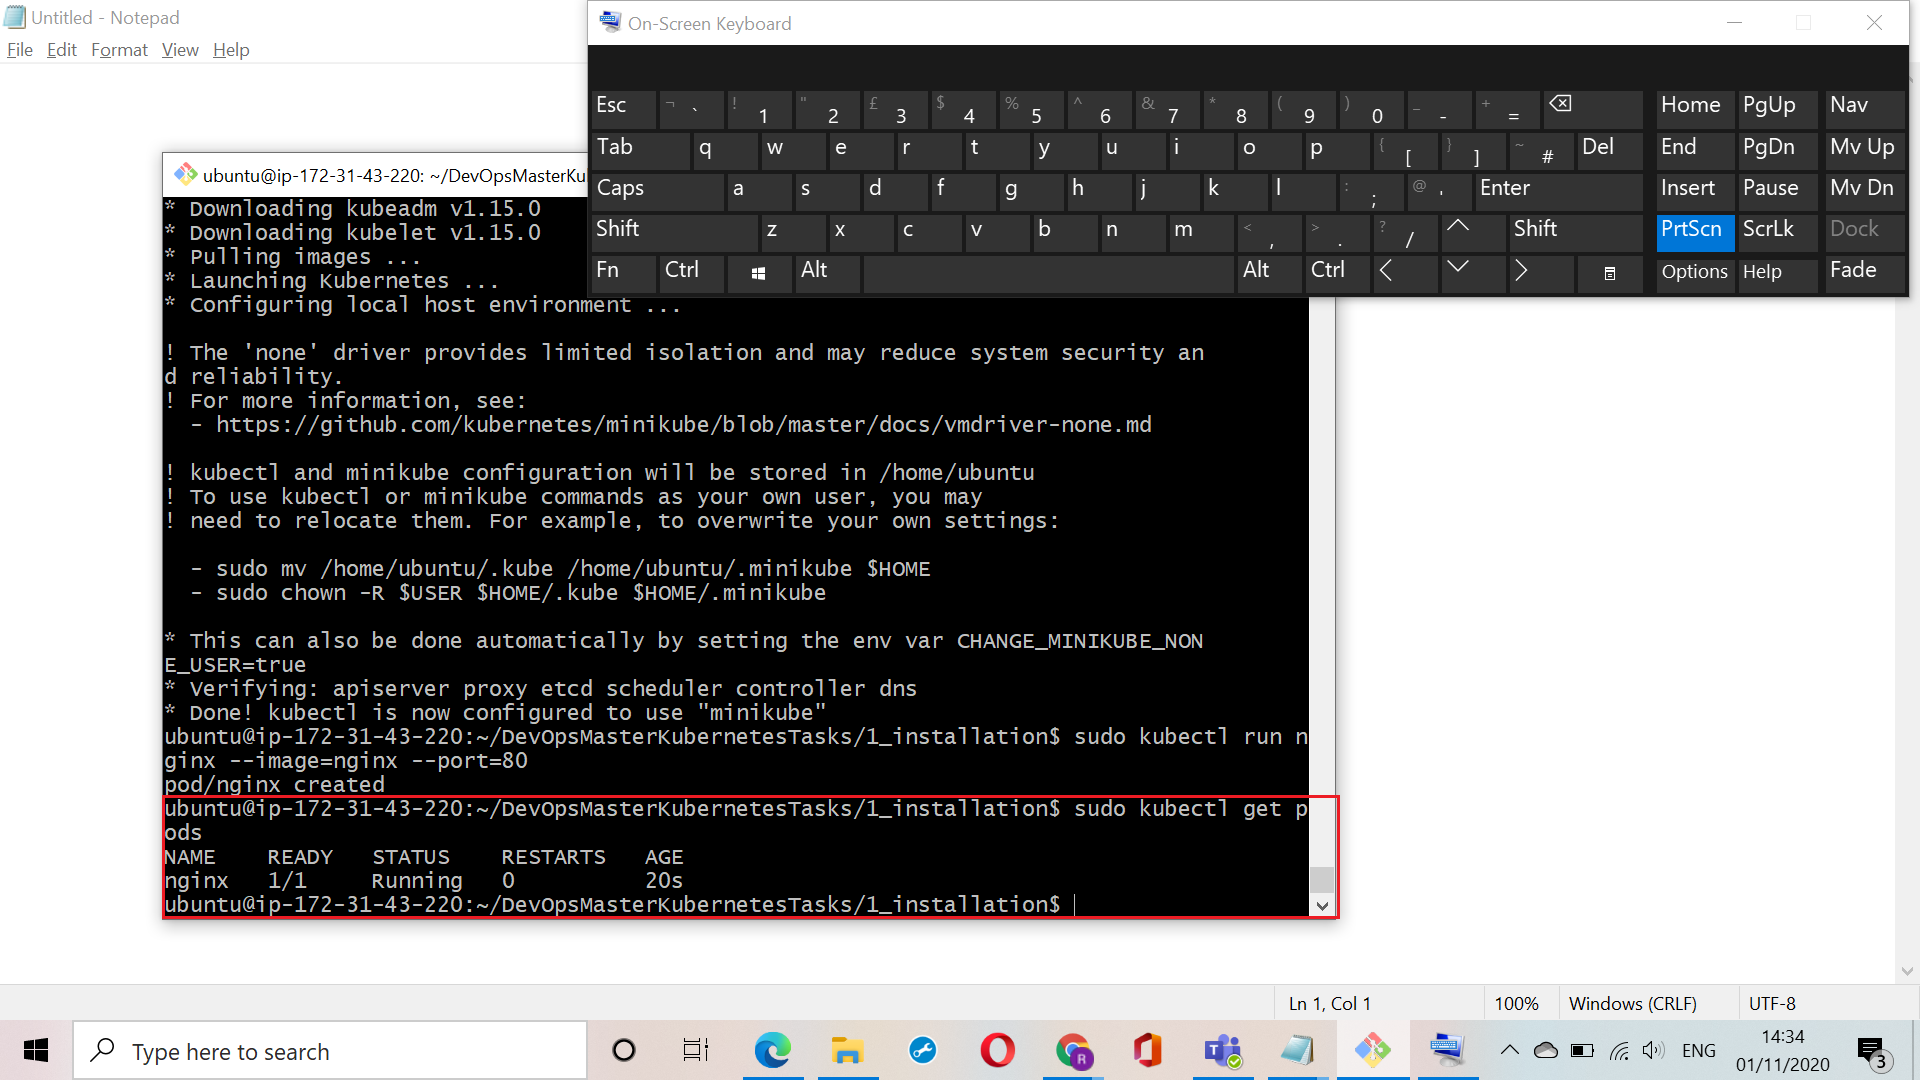 Untitled - Notepad
File Edit Format View Help
On-Screen Keyboard
Esc ¬ ` ! 1 " 2 £ 3 $ 4 % 5 ^ 6 & 7 * 8 ( 9 ) 0 _ - + = Home PgUp Nav
Tab q w e r t y u i o p { [ } ] ~ # Del End PgDn Mv Up
Caps a s d f g h j k l : ; @ ' Enter Insert Pause Mv Dn
Shift z x c v b n m < , > . ? / Shift PrtScn ScrLk Dock
Fn Ctrl Alt Alt Ctrl Options Help Fade
ubuntu@ip-172-31-43-220: ~/DevOpsMasterKu
* Downloading kubeadm v1.15.0
* Downloading kubelet v1.15.0
* Pulling images ...
* Launching Kubernetes ...
* Configuring local host environment ...
! The 'none' driver provides limited isolation and may reduce system security an
d reliability.
! For more information, see:
- https://github.com/kubernetes/minikube/blob/master/docs/vmdriver-none.md
! kubectl and minikube configuration will be stored in /home/ubuntu
! To use kubectl or minikube commands as your own user, you may
! need to relocate them. For example, to overwrite your own settings:
- sudo mv /home/ubuntu/.kube /home/ubuntu/.minikube $HOME
- sudo chown -R $USER $HOME/.kube $HOME/.minikube
* This can also be done automatically by setting the env var CHANGE_MINIKUBE_NON
E_USER=true
* Verifying: apiserver proxy etcd scheduler controller dns
* Done! kubectl is now configured to use "minikube"
ubuntu@ip-172-31-43-220:~/DevOpsMasterKubernetesTasks/1_installation$ sudo kubectl run n
ginx --image=nginx --port=80
pod/nginx created
ubuntu@ip-172-31-43-220:~/DevOpsMasterKubernetesTasks/1_installation$ sudo kubectl get p
ods
NAME READY STATUS RESTARTS AGE
nginx 1/1 Running 0 20s
ubuntu@ip-172-31-43-220:~/DevOpsMasterKubernetesTasks/1_installation$
Ln 1, Col 1 100% Windows (CRLF) UTF-8
Type here to search
R
ENG
14:34
01/11/2020
3